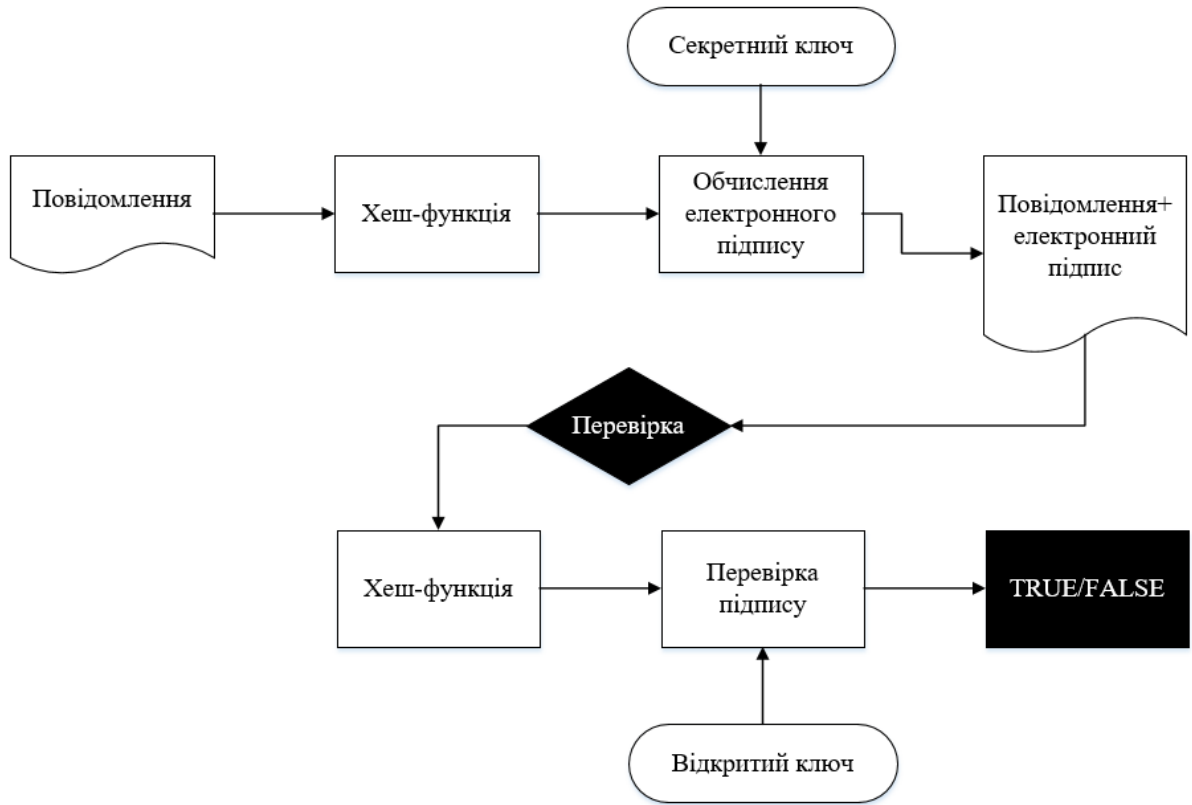 Секретний ключ
Повідомлення
Хеш-функція
Обчислення
електронного
підпису
Повідомлення+
електронний
підпис
Перевірка
Хеш-функція
Перевірка
підпису
TRUE/FALSE
Відкритий ключ